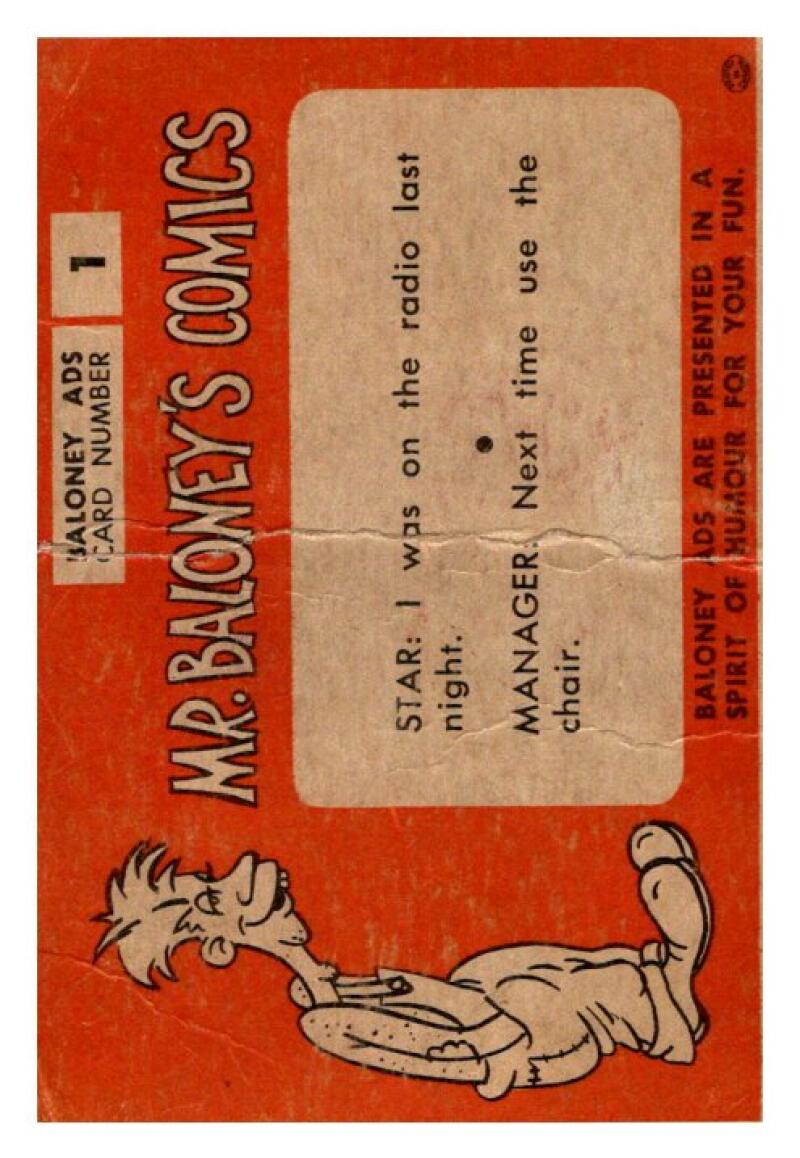 BALONEY ADS
CARD NUMBER
1
MR. BALONEY'S COMICS
STAR: I was on the radio last
night.
MANAGER: Next time use the
chair.
BALONEY ADS ARE PRESENTED IN A
SPIRIT OF HUMOUR FOR YOUR FUN.